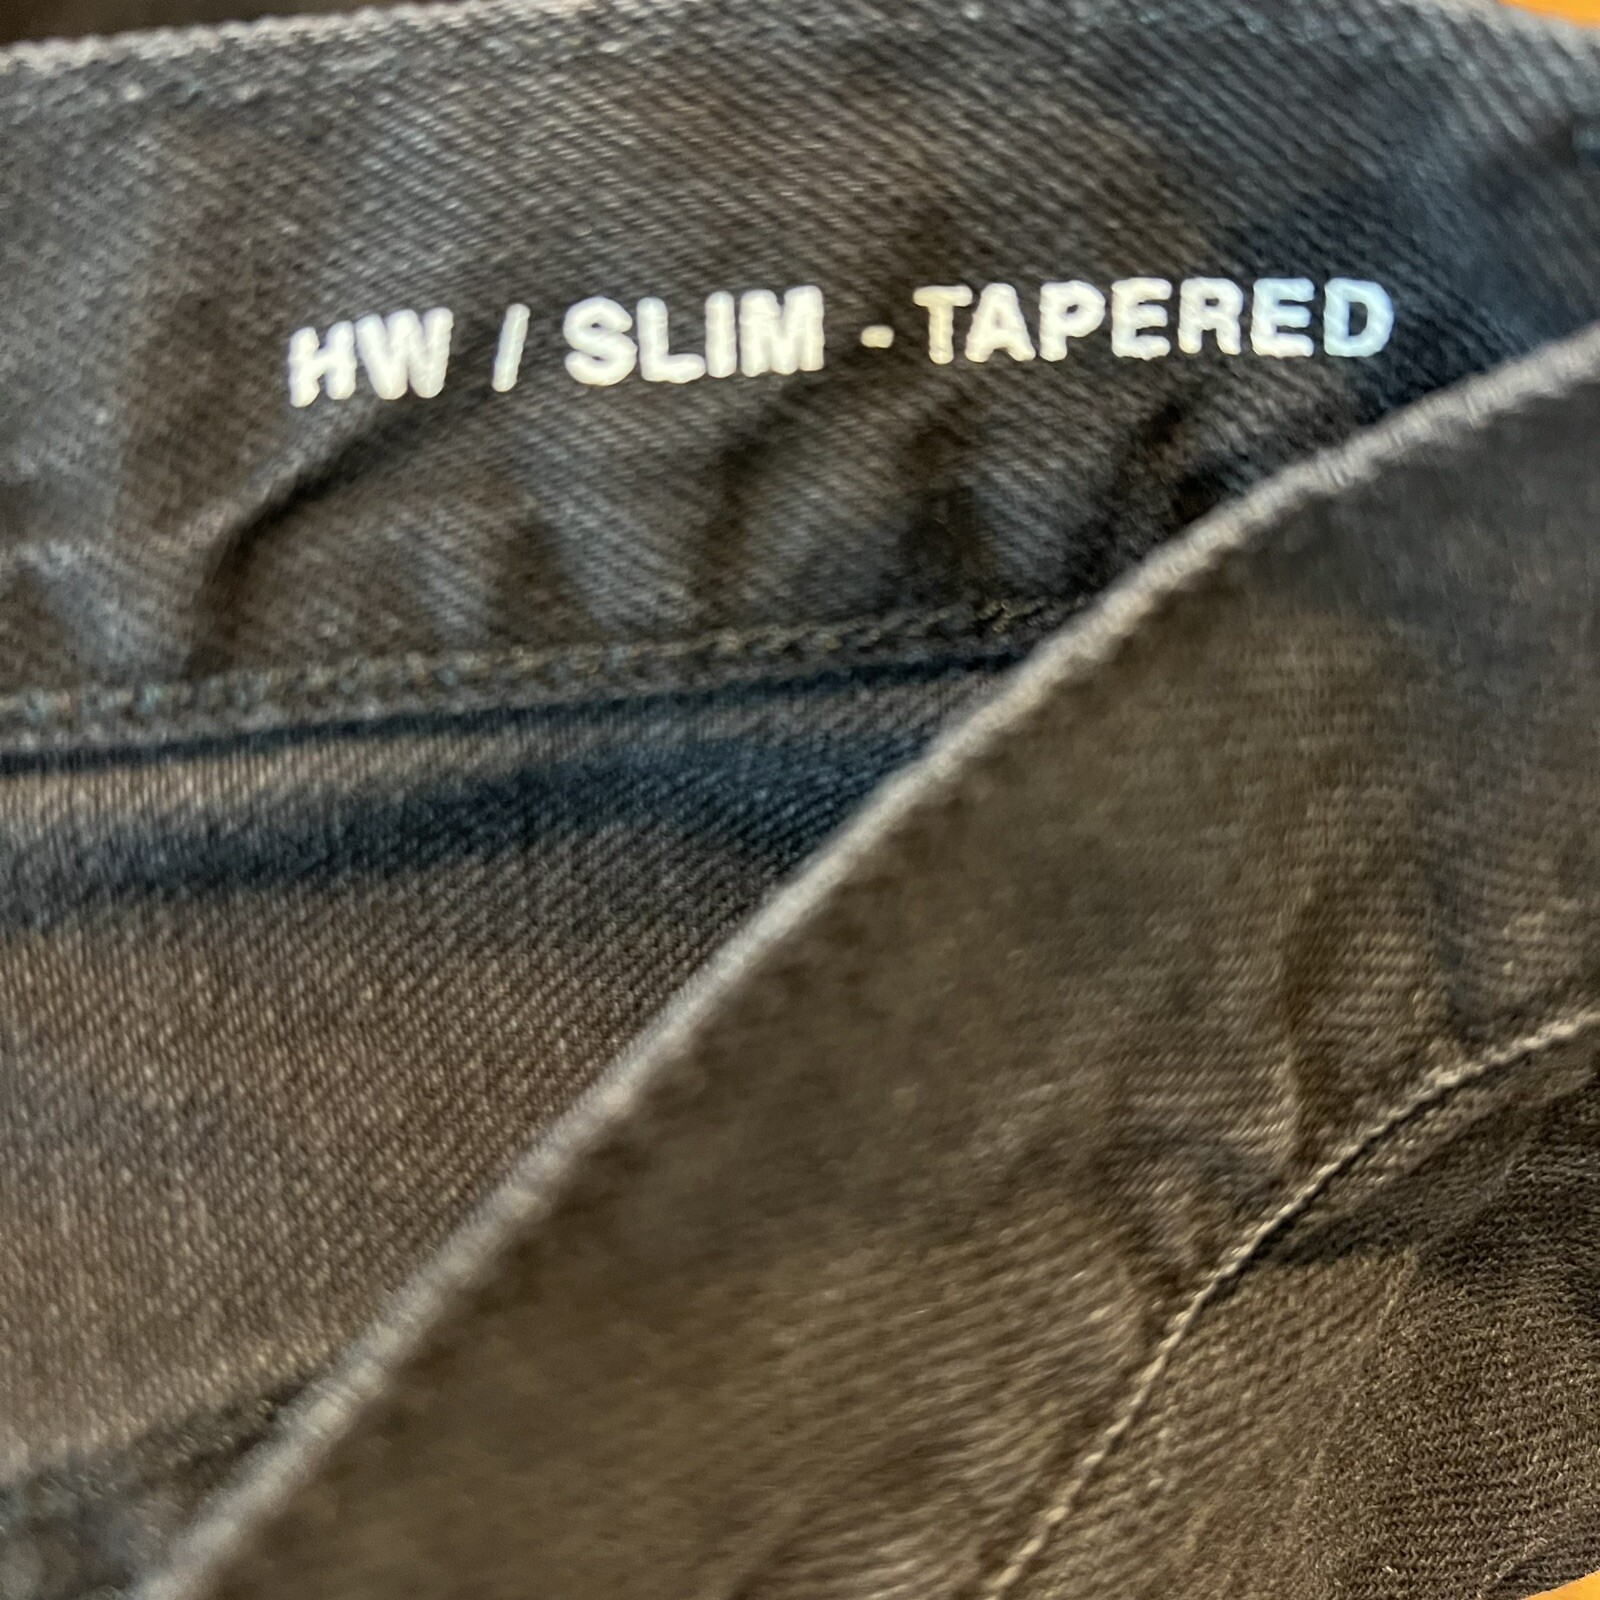 HW / SLIM - TAPERED